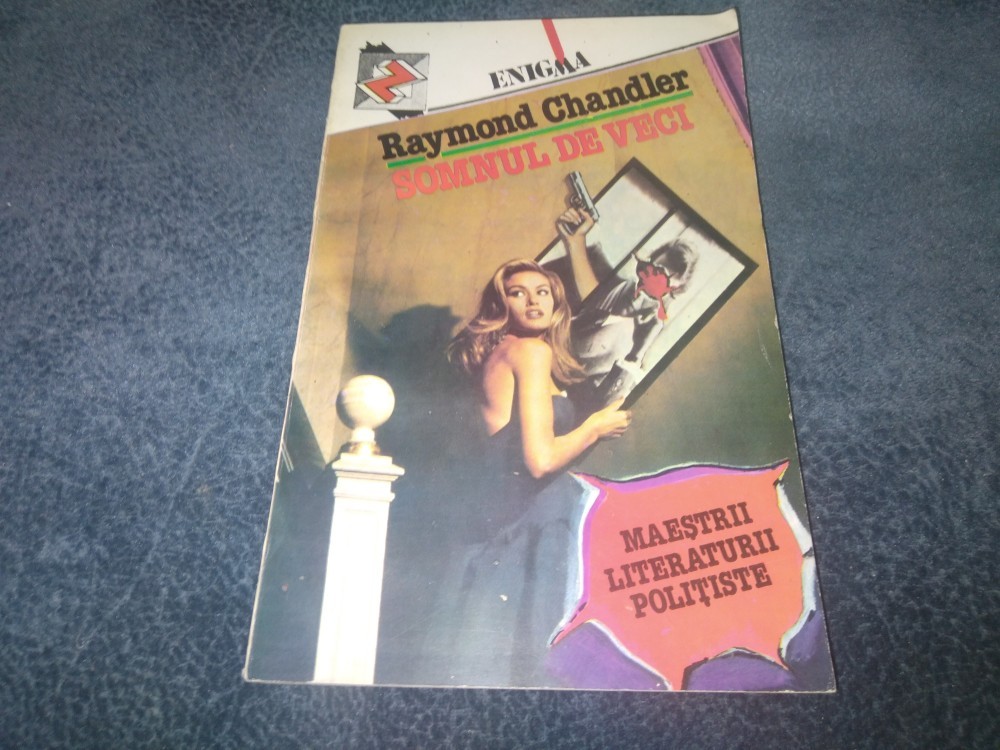 ENIGMA
Raymond Chandler
SOMNUL DE VECI
MAEȘTRII
LITERATURII
POLIȚISTE